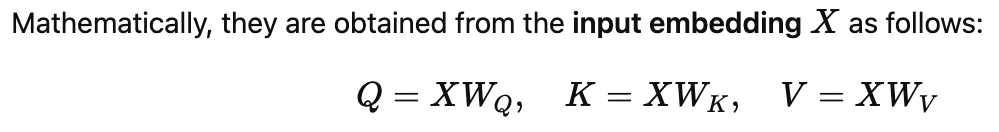 Mathematically, they are obtained from the input embedding X as follows:
Q = XW_Q, K = XW_K, V = XW_V